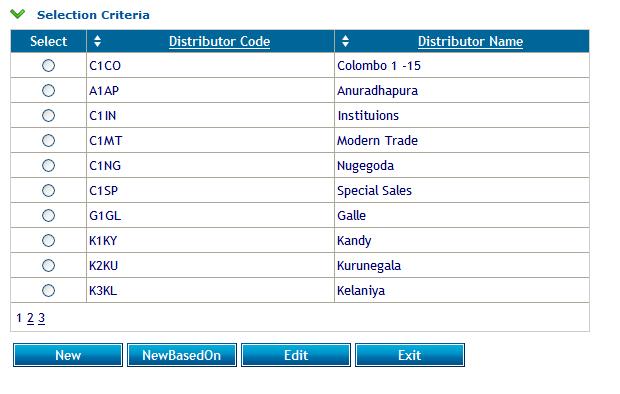 Selection Criteria
Select Distributor Code Distributor Name
C1CO Colombo 1 -15
A1AP Anuradhapura
C1IN Instituions
C1MT Modern Trade
C1NG Nugegoda
C1SP Special Sales
G1GL Galle
K1KY Kandy
K2KU Kurunegala
K3KL Kelaniya
1 2 3
New NewBasedOn Edit Exit